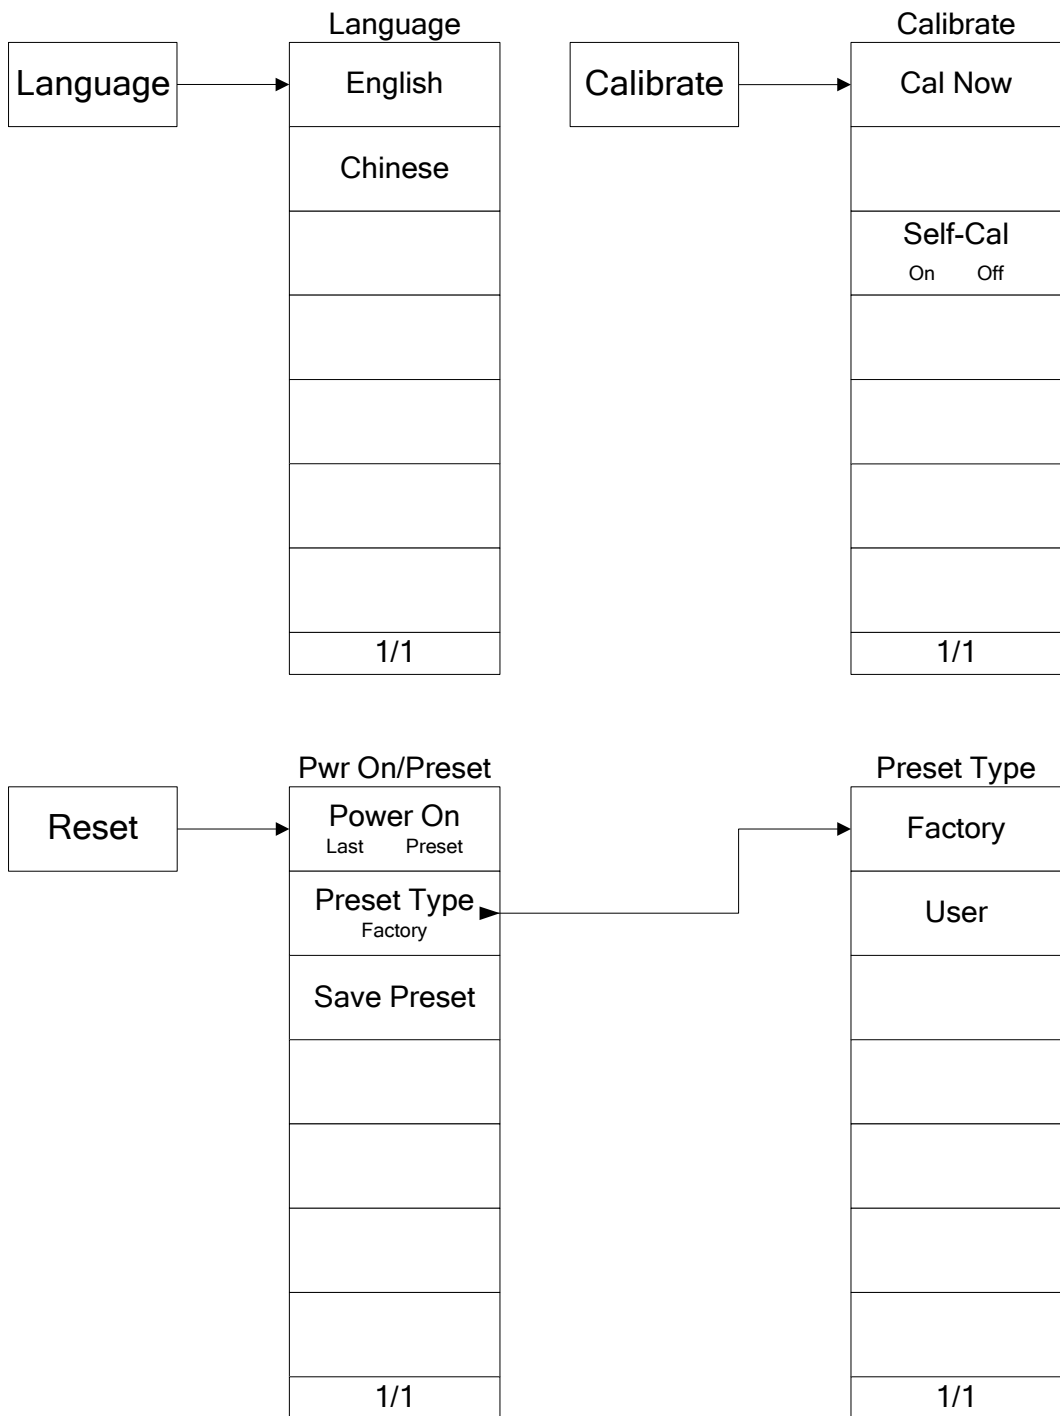 Language
Language
English
Chinese
1/1
Calibrate
Calibrate
Cal Now
Self-Cal
On Off
1/1
Reset
Pwr On/Preset
Power On
Last Preset
Preset Type
Factory
Save Preset
1/1
Preset Type
Factory
User
1/1